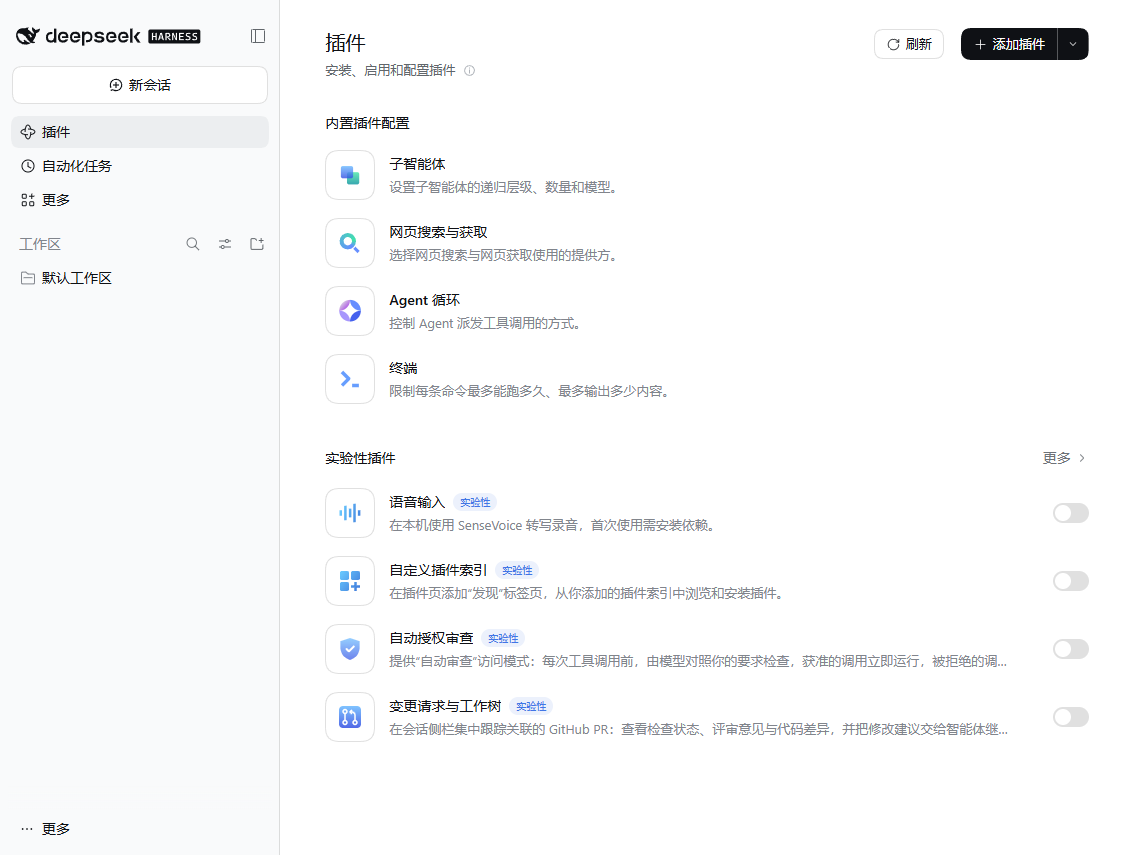 deepseek HARNESS
新会话
插件
自动化任务
更多
工作区
默认工作区
更多
插件
安装、启用和配置插件
刷新
添加插件
内置插件配置
子智能体
设置子智能体的递归层级、数量和模型。
网页搜索与获取
选择网页搜索与网页获取使用的提供方。
Agent 循环
控制 Agent 派发工具调用的方式。
终端
限制每条命令最多能跑多久、最多输出多少内容。
实验性插件
更多
语音输入 实验性
在本机使用 SenseVoice 转写录音，首次使用需安装依赖。
自定义插件索引 实验性
在插件页添加“发现”标签页，从你添加的插件索引中浏览和安装插件。
自动授权审查 实验性
提供“自动审查”访问模式：每次工具调用前，由模型对照你的要求检查，获准的调用立即运行，被拒绝的调...
变更请求与工作树 实验性
在会话侧栏集中跟踪关联的 GitHub PR：查看检查状态、评审意见与代码差异，并把修改建议交给智能体继...